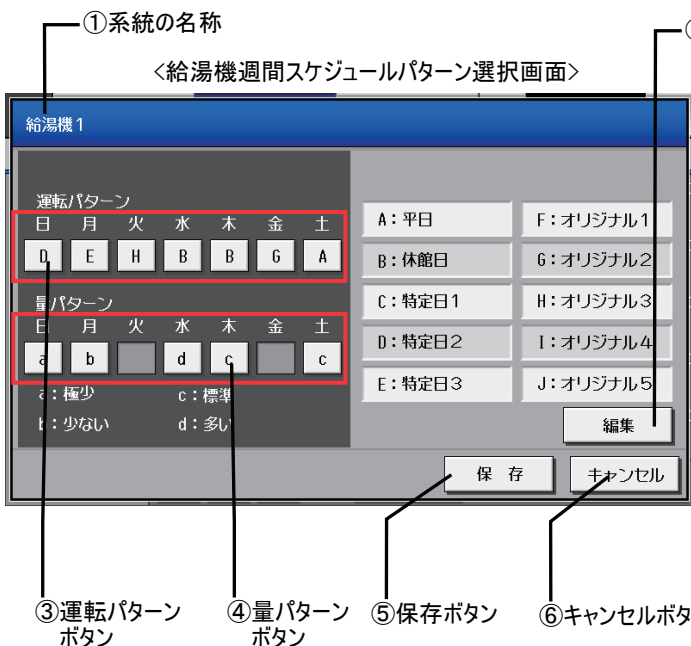 ①系統の名称
<給湯機週間スケジュールパターン選択画面>
給湯機1
運転パターン
日 月 火 水 木 金 土
D E H B B G A
量パターン
日 月 火 水 木 金 土
a b d c c
a：極少 c：標準
b：少ない d：多い
A：平日 F：オリジナル1
B：休館日 G：オリジナル2
C：特定日1 H：オリジナル3
D：特定日2 I：オリジナル4
E：特定日3 J：オリジナル5
編集
保 存 キャンセル
③運転パターン
ボタン
④量パターン
ボタン
⑤保存ボタン
⑥キャンセルボタ